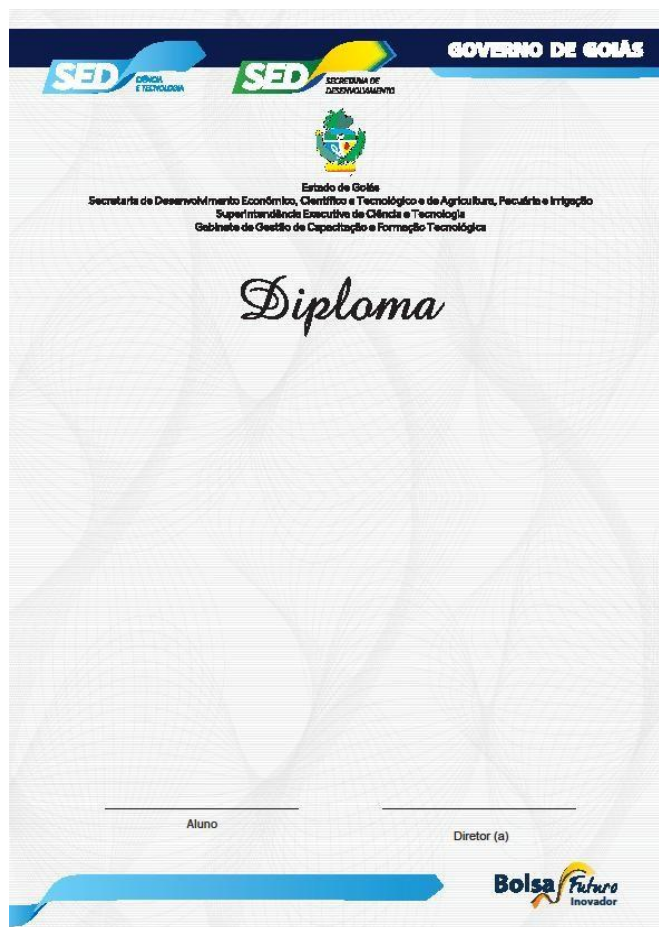 GOVERNO DE GOIÁS
SED CIÊNCIA
E TECNOLOGIA
SED SECRETARIA DE
DESENVOLVIMENTO
Estado de Goiás
Secretaria de Desenvolvimento Econômico, Científico e Tecnológico e de Agricultura, Pecuária e Irrigação
Superintendência Executiva de Ciência e Tecnologia
Gabinete de Gestão de Capacitação e Formação Tecnológica
Diploma
Aluno
Diretor (a)
Bolsa Futuro
Inovador